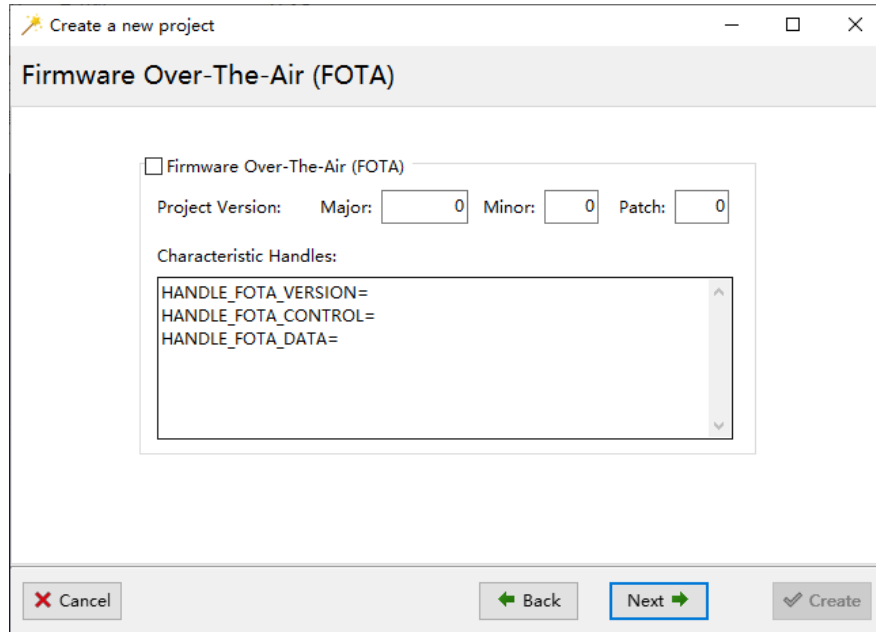 Create a new project
Firmware Over-The-Air (FOTA)
Firmware Over-The-Air (FOTA)
Project Version: Major: 0 Minor: 0 Patch: 0
Characteristic Handles:
HANDLE_FOTA_VERSION=
HANDLE_FOTA_CONTROL=
HANDLE_FOTA_DATA=
Cancel Back Next Create